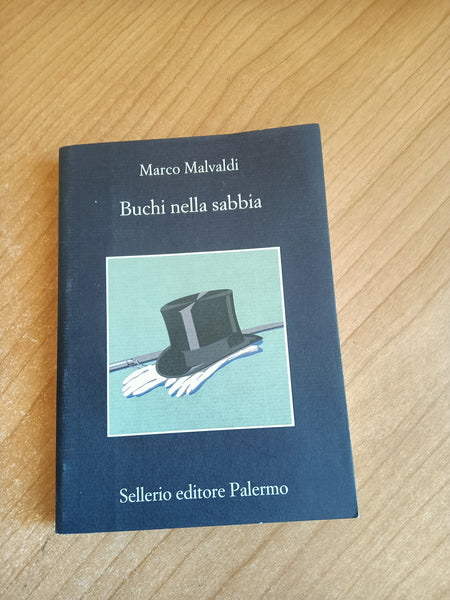 Marco Malvaldi
Buchi nella sabbia
Sellerio editore Palermo